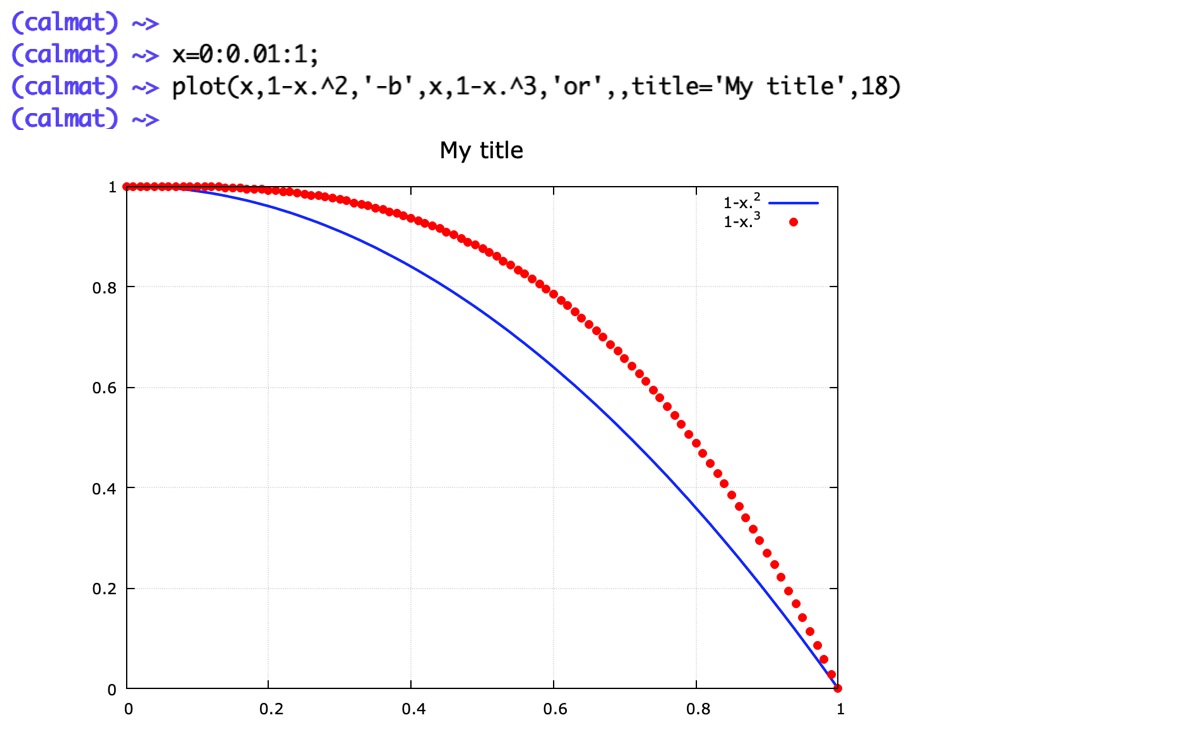 (calmat) ~>
(calmat) ~> x=0:0.01:1;
(calmat) ~> plot(x,1-x.^2,'-b',x,1-x.^3,'or',,title='My title',18)
(calmat) ~>
My title
1
1-x.²
1-x.³
0.8
0.6
0.4
0.2
0
0 0.2 0.4 0.6 0.8 1